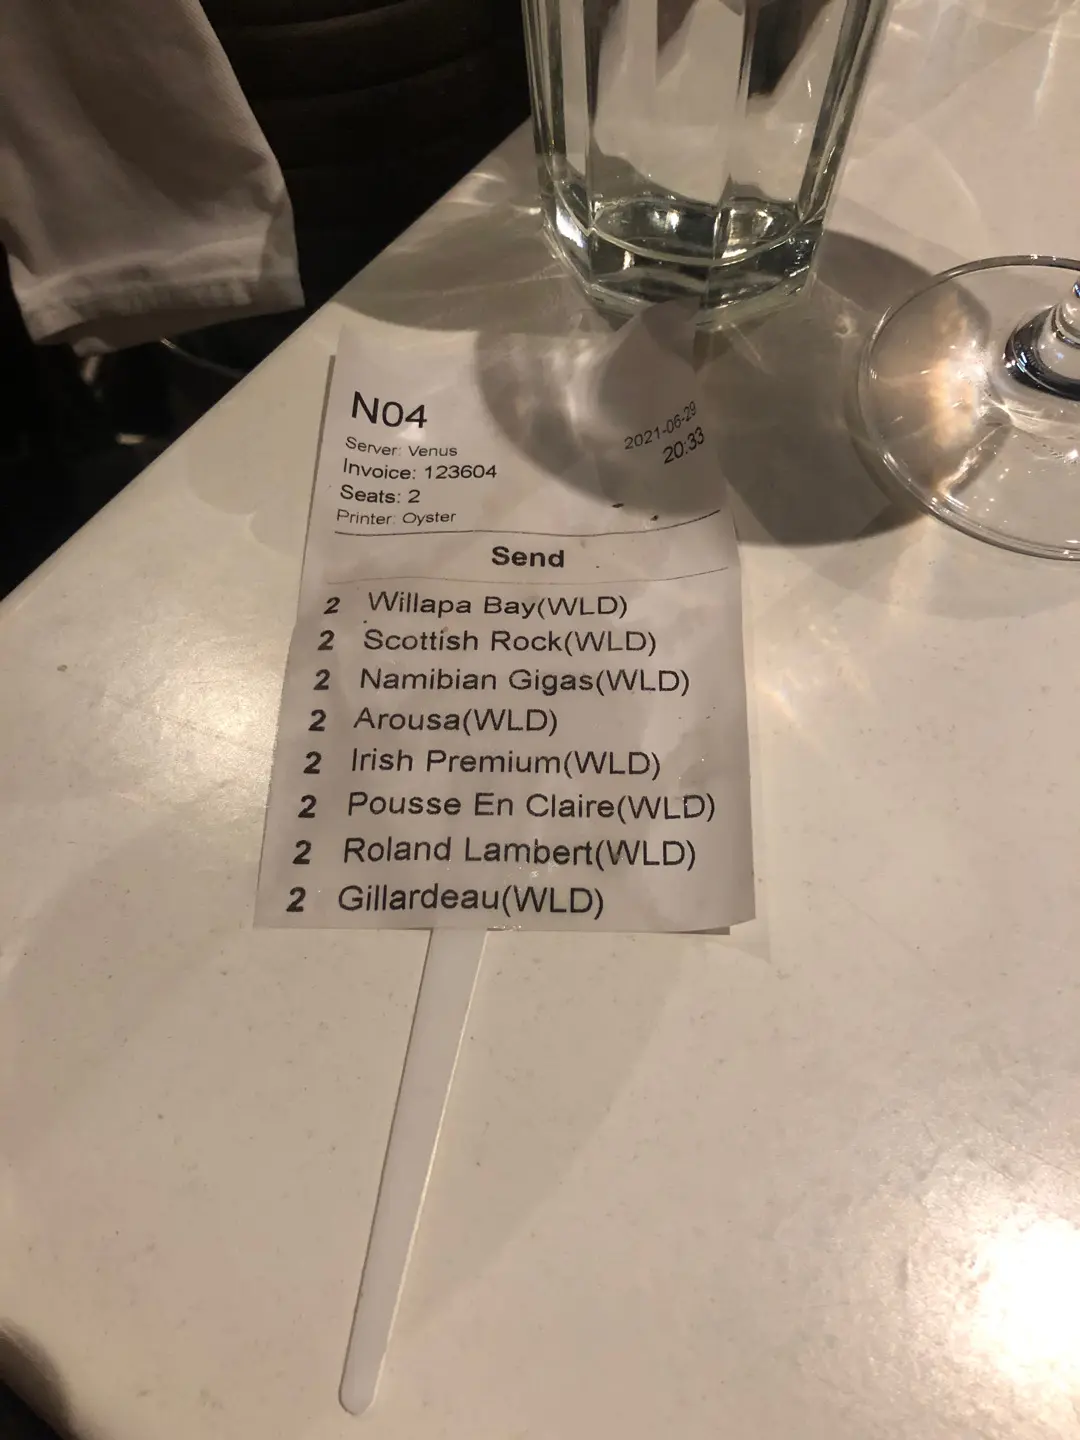 N04
2021-06-29
20:33
Server: Venus
Invoice: 123604
Seats: 2
Printer: Oyster
Send
2 Willapa Bay(WLD)
2 Scottish Rock(WLD)
2 Namibian Gigas(WLD)
2 Arousa(WLD)
2 Irish Premium(WLD)
2 Pousse En Claire(WLD)
2 Roland Lambert(WLD)
2 Gillardeau(WLD)